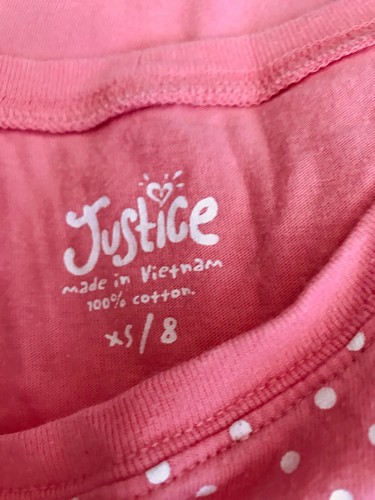 Justice
made in Vietnam
100% cotton.
xs/8